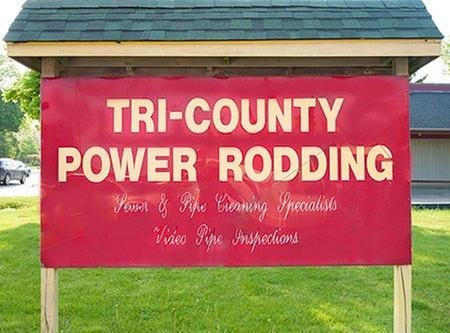 TRI-COUNTY
POWER RODDING
Sewer & Pipe Cleaning Specialists
Video Pipe Inspections